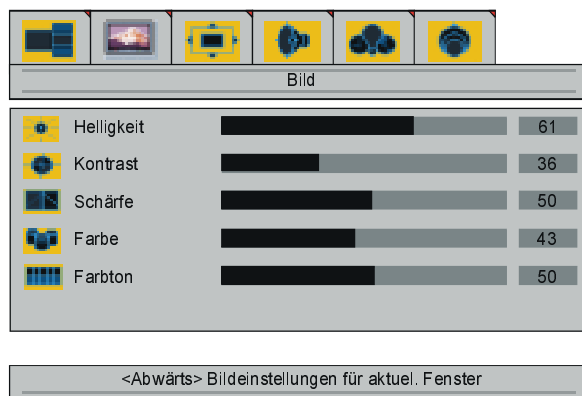 Bild
Helligkeit 61
Kontrast 36
Schärfe 50
Farbe 43
Farbton 50
<Abwärts> Bildeinstellungen für aktuel. Fenster